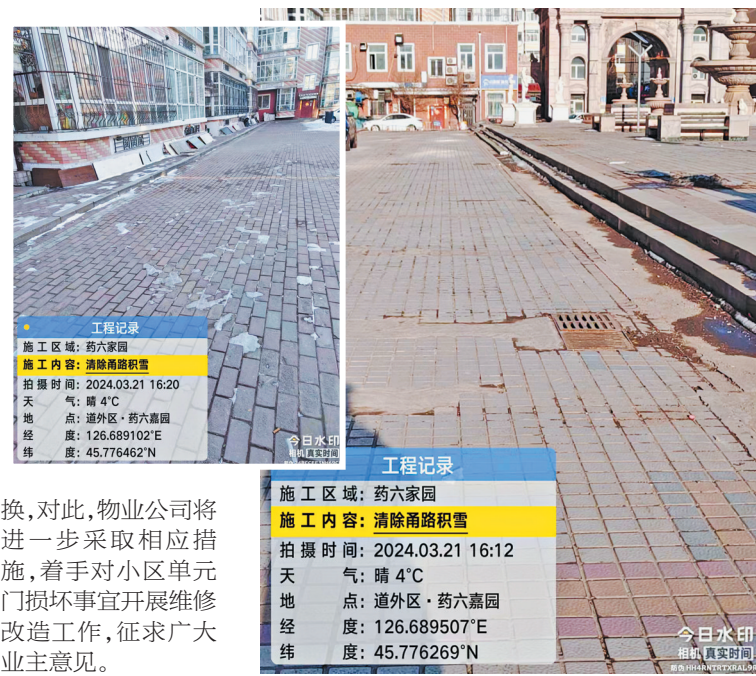 工程记录
施工区域：药六家园
施工内容：清除甬路积雪
拍摄时间：2024.03.21 16:20
天气：晴 4℃
地点：道外区·药六嘉园
经度：126.689102°E
纬度：45.776462°N
今日水印
相机 真实时间
换，对此，物业公司将
进一步采取相应措
施，着手对小区单元
门损坏事宜开展维修
改造工作，征求广大
业主意见。
工程记录
施工区域：药六家园
施工内容：清除甬路积雪
拍摄时间：2024.03.21 16:12
天气：晴 4℃
地点：道外区·药六嘉园
经度：126.689507°E
纬度：45.776269°N
今日水印
相机 真实时间